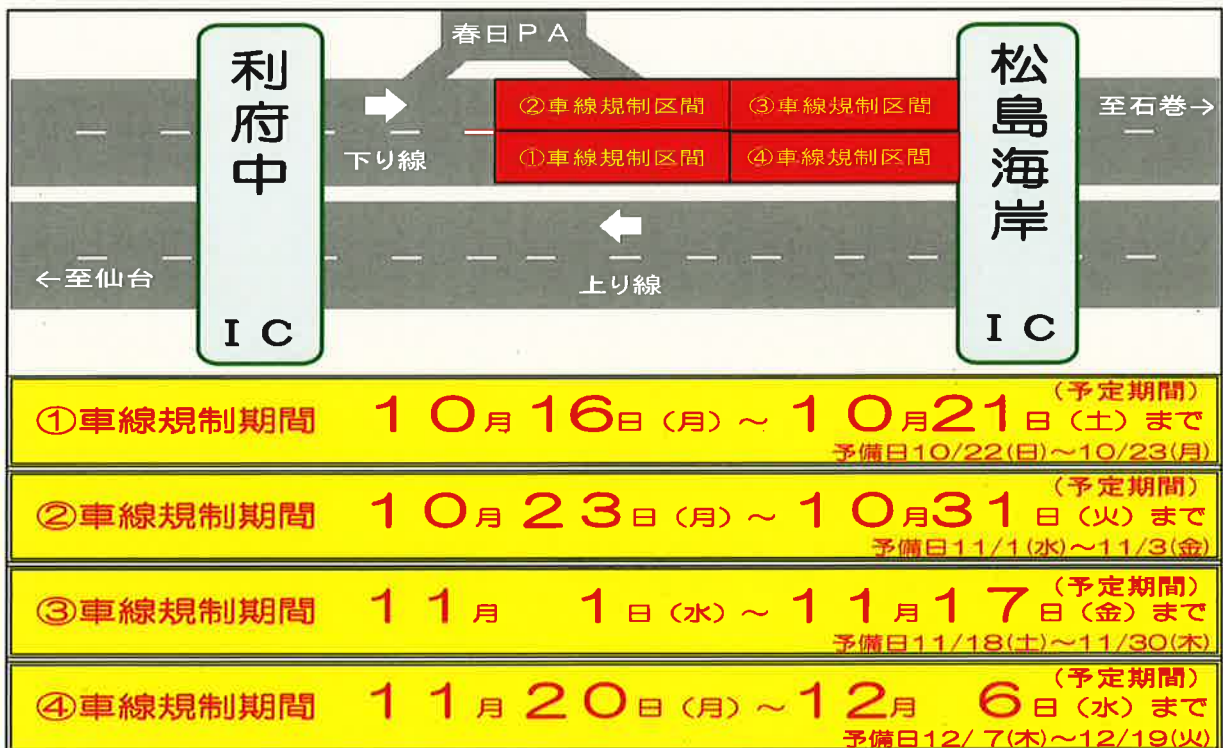 春日ＰＡ
利府中
ＩＣ
松島海岸
ＩＣ
②車線規制区間
③車線規制区間
①車線規制区間
④車線規制区間
至石巻→
下り線
←至仙台
上り線
①車線規制期間　１０月１６日（月）～１０月２１日（土）まで
（予定期間）
予備日10/22(日)～10/23(月)
②車線規制期間　１０月２３日（月）～１０月３１日（火）まで
（予定期間）
予備日11/1(水)～11/3(金)
③車線規制期間　１１月　１日（水）～１１月１７日（金）まで
（予定期間）
予備日11/18(土)～11/30(木)
④車線規制期間　１１月２０日（月）～１２月　６日（水）まで
（予定期間）
予備日12/ 7(木)～12/19(火)